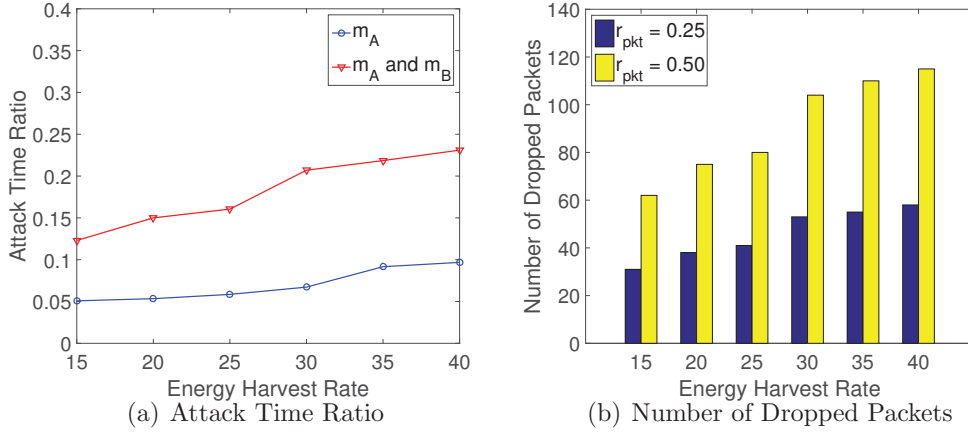 0.4
0.35
0.3
0.25
0.2
0.15
0.1
0.05
0
Attack Time Ratio
m_A
m_A and m_B
15 20 25 30 35 40
Energy Harvest Rate
(a) Attack Time Ratio
140
120
100
80
60
40
20
0
Number of Dropped Packets
r_pkt = 0.25
r_pkt = 0.50
15 20 25 30 35 40
Energy Harvest Rate
(b) Number of Dropped Packets